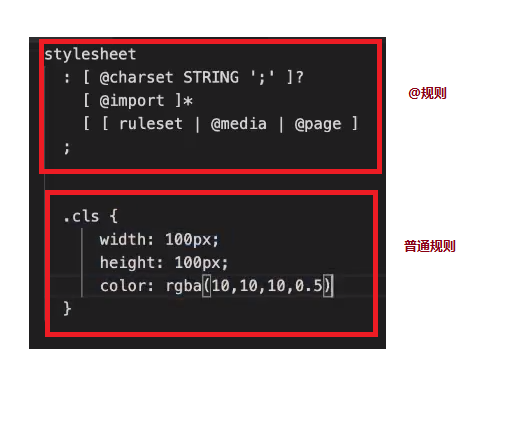 stylesheet
: [ @charset STRING ';' ]?
[ @import ]*
[ [ ruleset | @media | @page ]
;
@规则
.cls {
width: 100px;
height: 100px;
color: rgba(10,10,10,0.5)
}
普通规则